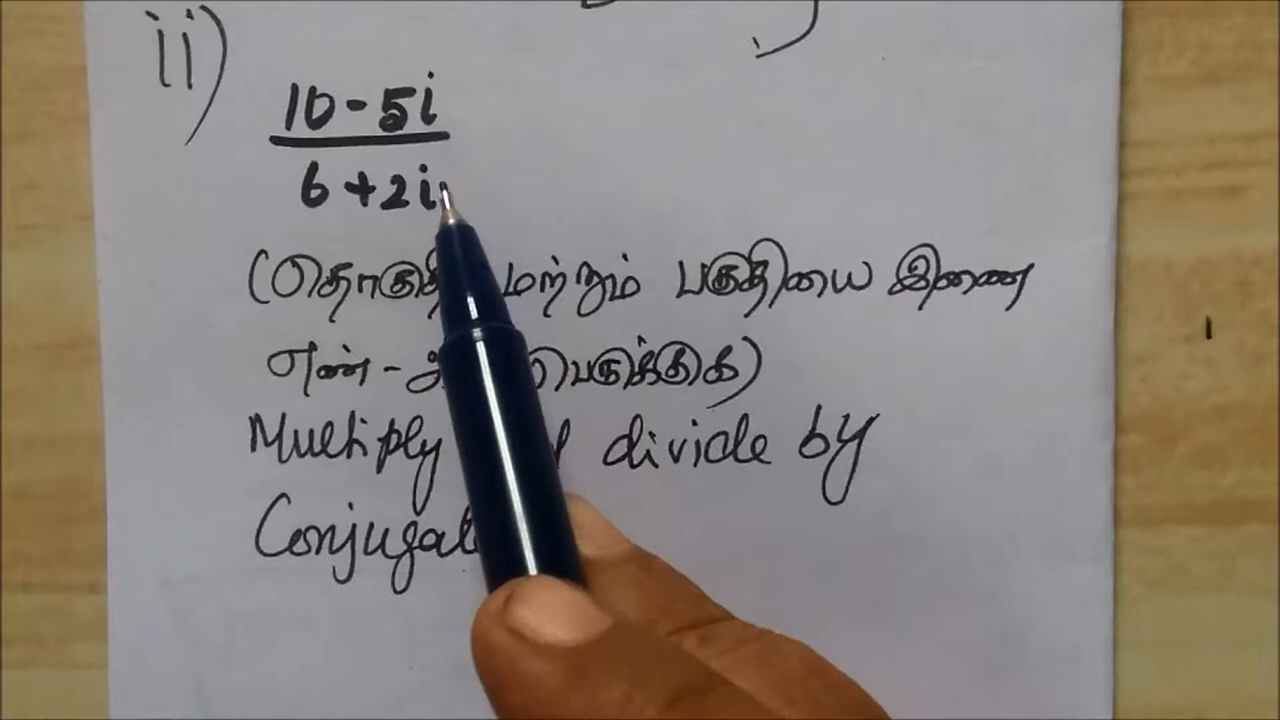 ii)
10-5i
6+2i
மற்றும் பகுதியை இணை
எண்-
Multiply divide by